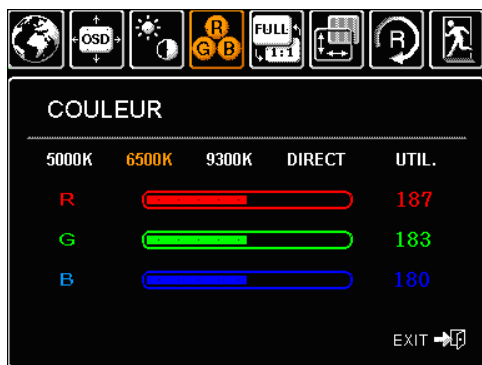 OSD R G B FULL 1:1 R
COULEUR
5000K 6500K 9300K DIRECT UTIL.
R 187
G 183
B 180
EXIT